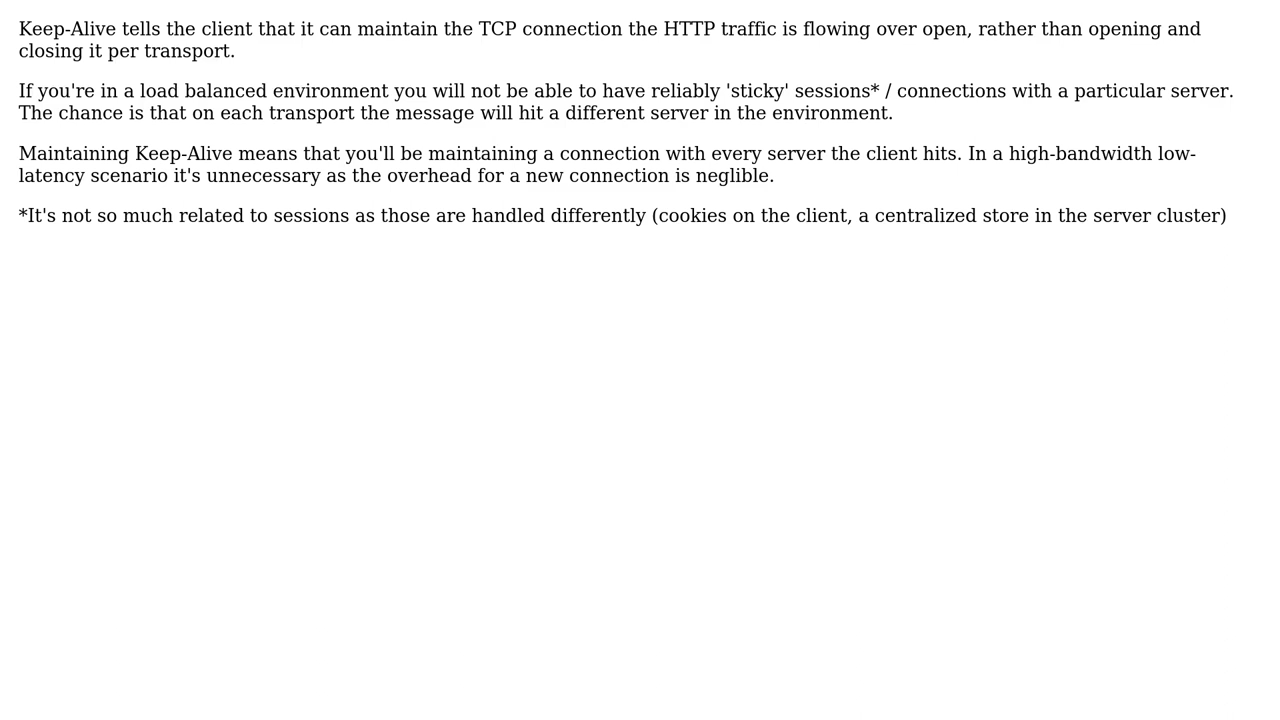 Keep-Alive tells the client that it can maintain the TCP connection the HTTP traffic is flowing over open, rather than opening and
closing it per transport.
If you're in a load balanced environment you will not be able to have reliably 'sticky' sessions* / connections with a particular server.
The chance is that on each transport the message will hit a different server in the environment.
Maintaining Keep-Alive means that you'll be maintaining a connection with every server the client hits. In a high-bandwidth low-
latency scenario it's unnecessary as the overhead for a new connection is neglible.
*It's not so much related to sessions as those are handled differently (cookies on the client, a centralized store in the server cluster)